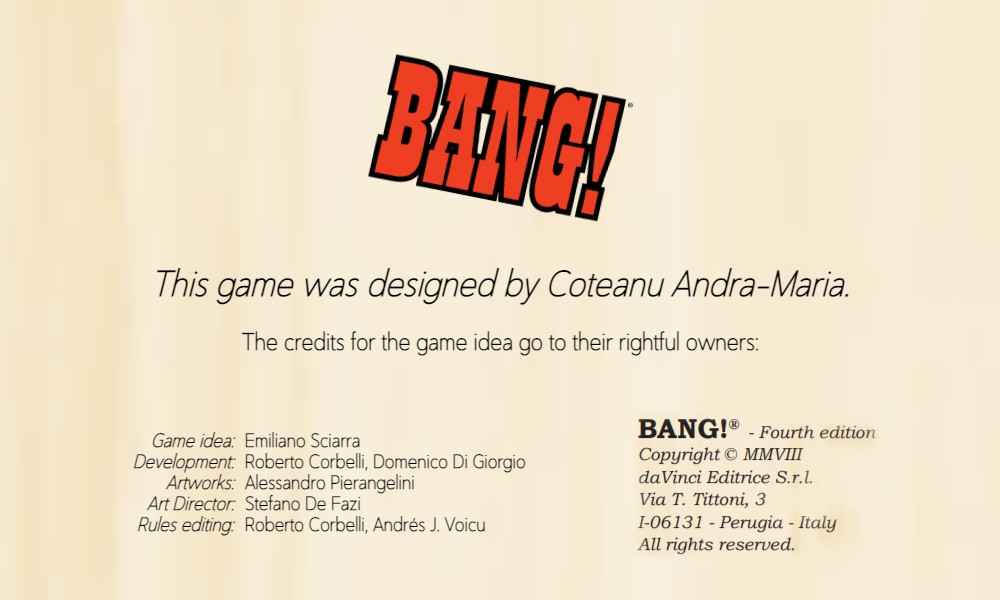 BANG!®
This game was designed by Coteanu Andra-Maria.
The credits for the game idea go to their rightful owners:
Game idea: Emiliano Sciarra
Development: Roberto Corbelli, Domenico Di Giorgio
Artworks: Alessandro Pierangelini
Art Director: Stefano De Fazi
Rules editing: Roberto Corbelli, Andrés J. Voicu
BANG!® - Fourth edition
Copyright © MMVIII
daVinci Editrice S.r.l.
Via T. Tittoni, 3
I-06131 - Perugia - Italy
All rights reserved.